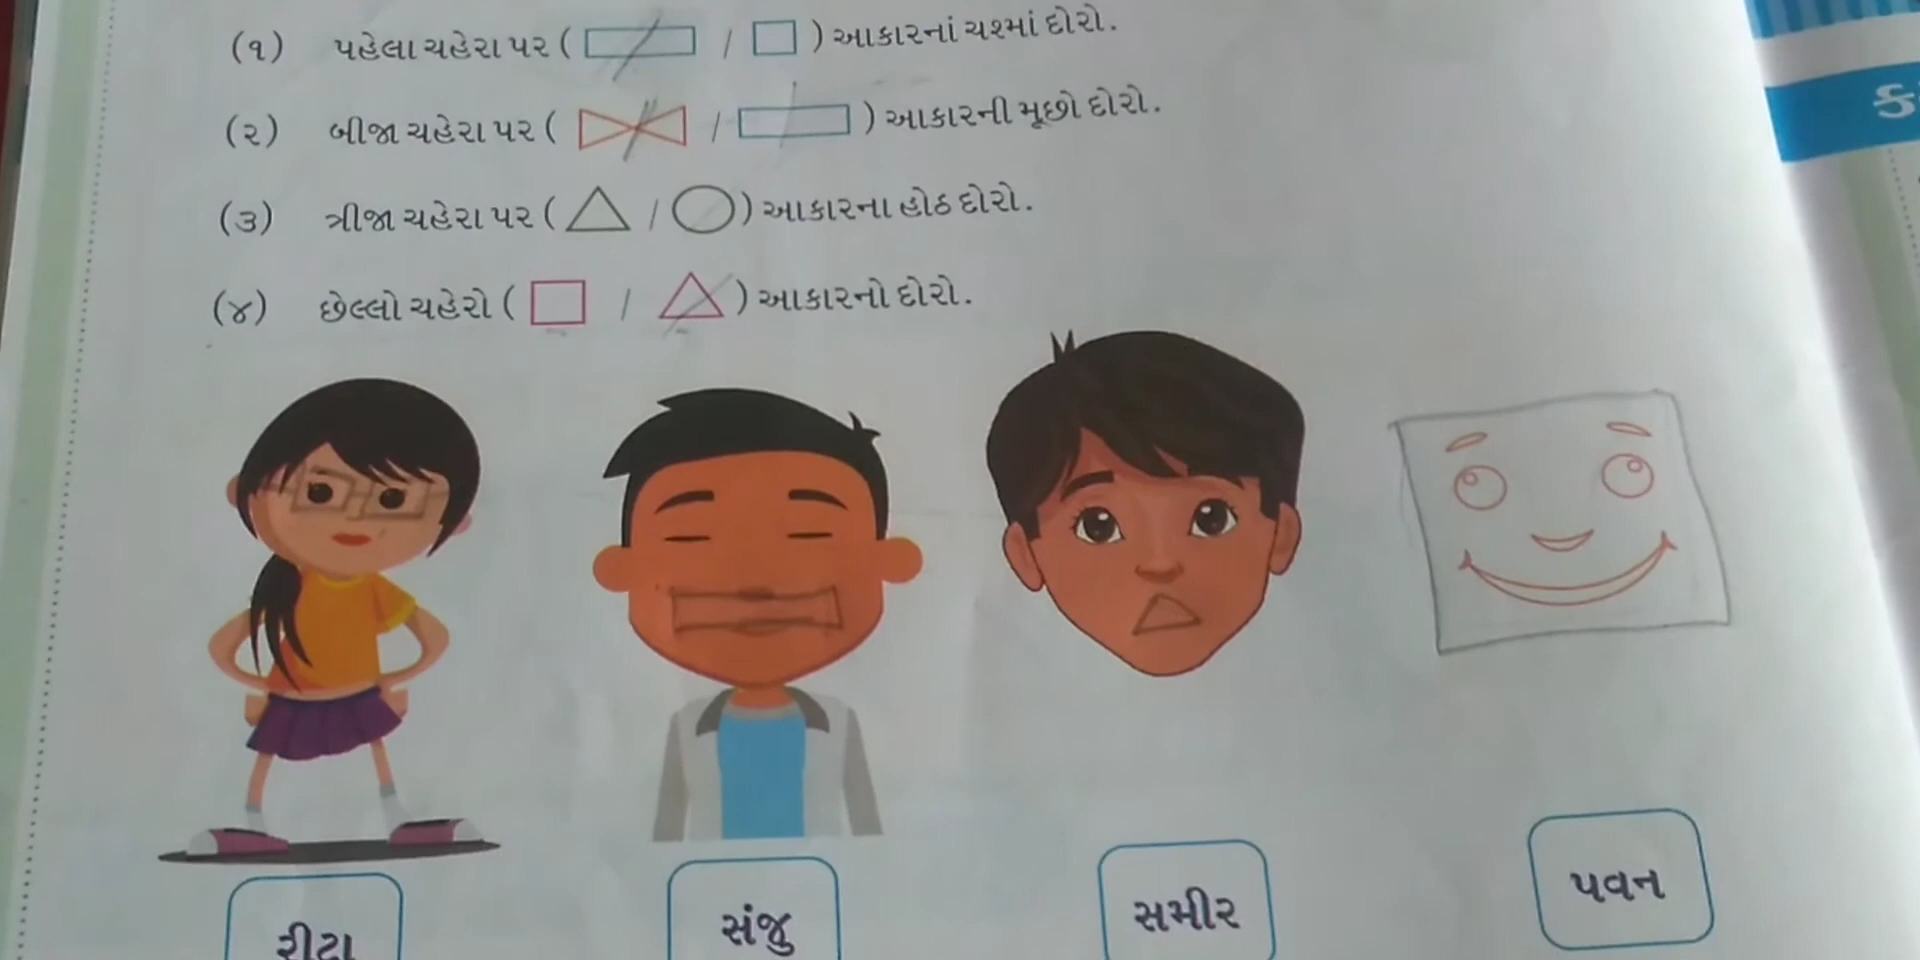 (૧) પહેલા ચહેરા પર ( / ) આકારનાં ચશ્માં દોરો.
(૨) બીજા ચહેરા પર ( / ) આકારની મૂછો દોરો.
(૩) ત્રીજા ચહેરા પર ( / ) આકારના હોઠ દોરો.
(૪) છેલ્લો ચહેરો ( / ) આકારનો દોરો.
રીટા
સંજુ
સમીર
પવન